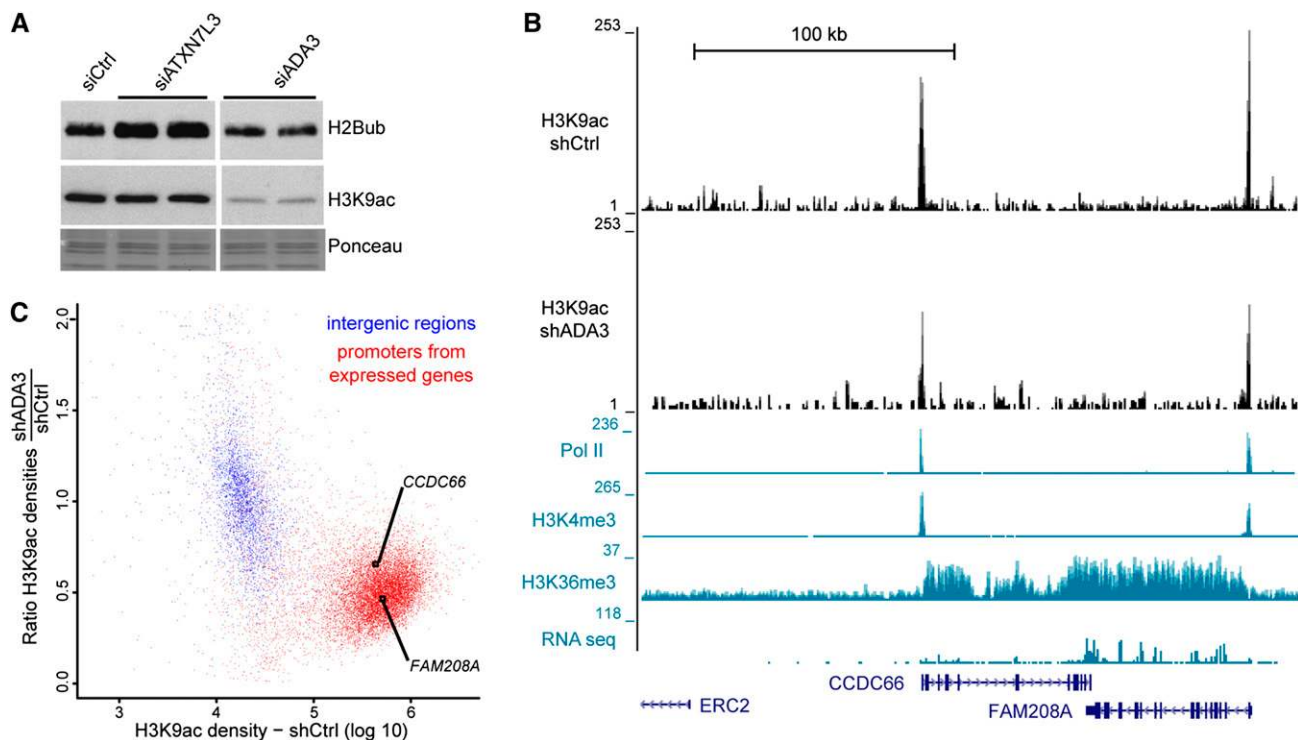 A
siCtrl
siATXN7L3
siADA3
H2Bub
H3K9ac
Ponceau
B
253
100 kb
H3K9ac
shCtrl
1
253
H3K9ac
shADA3
1
236
Pol II
265
H3K4me3
37
H3K36me3
118
RNA seq
CCDC66
ERC2
FAM208A
C
Ratio H3K9ac densities shADA3
shCtrl
2.0
1.5
1.0
0.5
0.0
intergenic regions
promoters from
expressed genes
CCDC66
FAM208A
3
4
5
6
H3K9ac density – shCtrl (log 10)